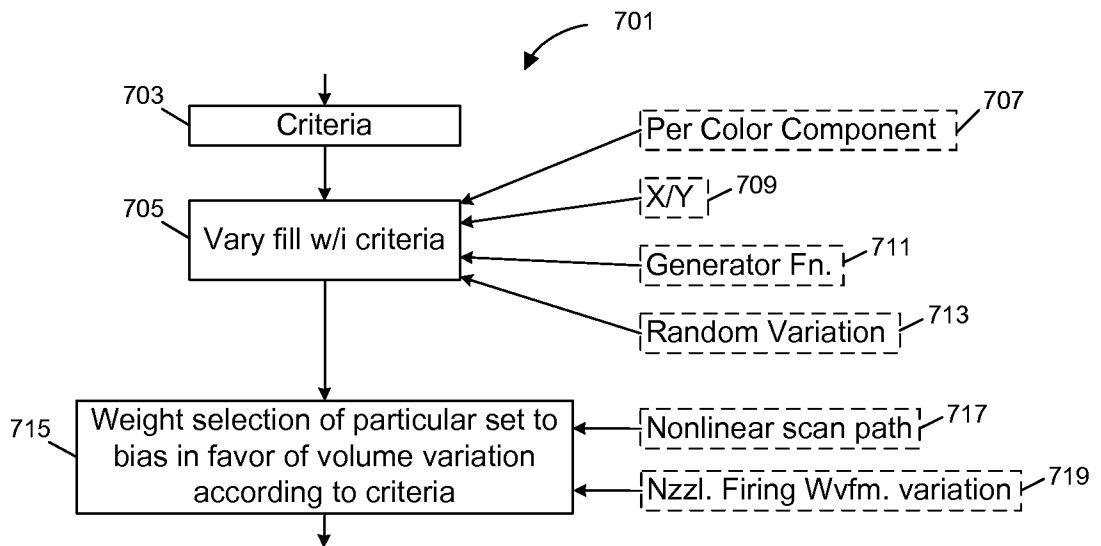 701
703
Criteria
Per Color Component
707
X/Y
709
705
Vary fill w/i criteria
Generator Fn.
711
Random Variation
713
715
Weight selection of particular set to
bias in favor of volume variation
according to criteria
Nonlinear scan path
717
Nzzl. Firing Wvfm. variation
719